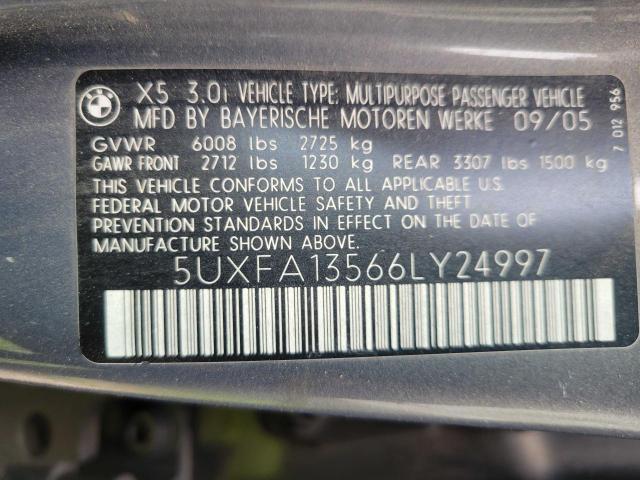 BMW
X5 3.0i VEHICLE TYPE: MULTIPURPOSE PASSENGER VEHICLE
MFD BY BAYERISCHE MOTOREN WERKE 09/05
GVWR 6008 lbs 2725 kg
GAWR FRONT 2712 lbs 1230 kg REAR 3307 lbs 1500 kg
THIS VEHICLE CONFORMS TO ALL APPLICABLE U.S.
FEDERAL MOTOR VEHICLE SAFETY AND THEFT
PREVENTION STANDARDS IN EFFECT ON THE DATE OF
MANUFACTURE SHOWN ABOVE.
5UXFA13566LY24997
7 012 956